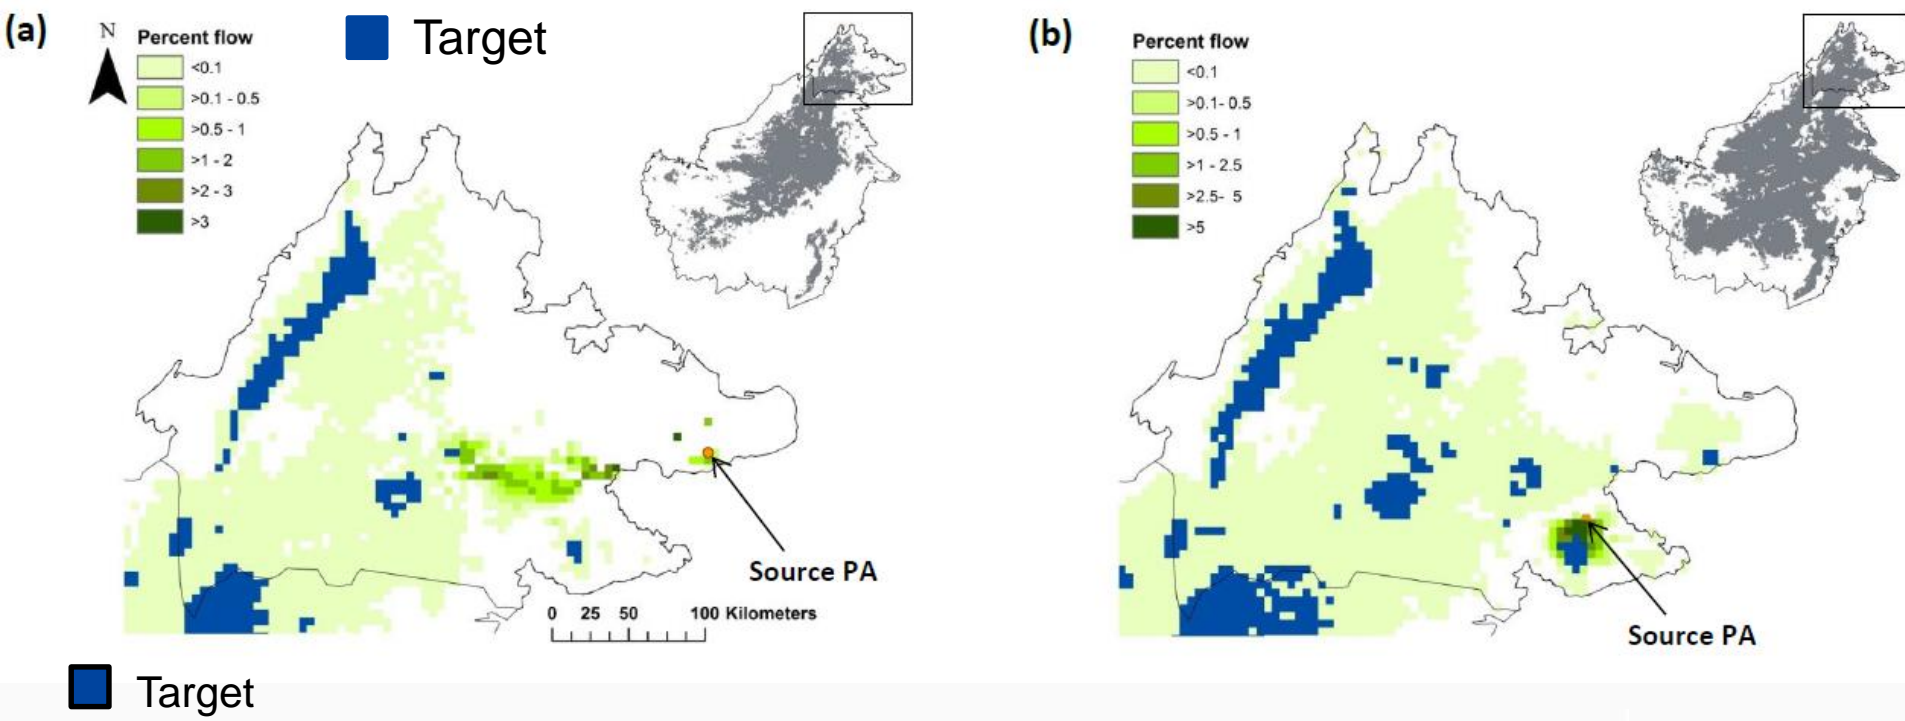 (a)
N
Percent flow
<0.1
>0.1 - 0.5
>0.5 - 1
>1 - 2
>2 - 3
>3
Target
Source PA
0 25 50 100 Kilometers
Target
(b)
Percent flow
<0.1
>0.1- 0.5
>0.5 - 1
>1 - 2.5
>2.5- 5
>5
Source PA